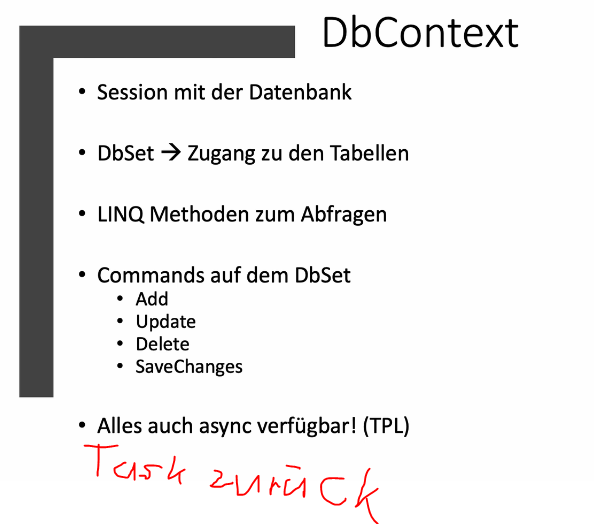 DbContext
• Session mit der Datenbank
• DbSet → Zugang zu den Tabellen
• LINQ Methoden zum Abfragen
• Commands auf dem DbSet
• Add
• Update
• Delete
• SaveChanges
• Alles auch async verfügbar! (TPL)
Task zurück